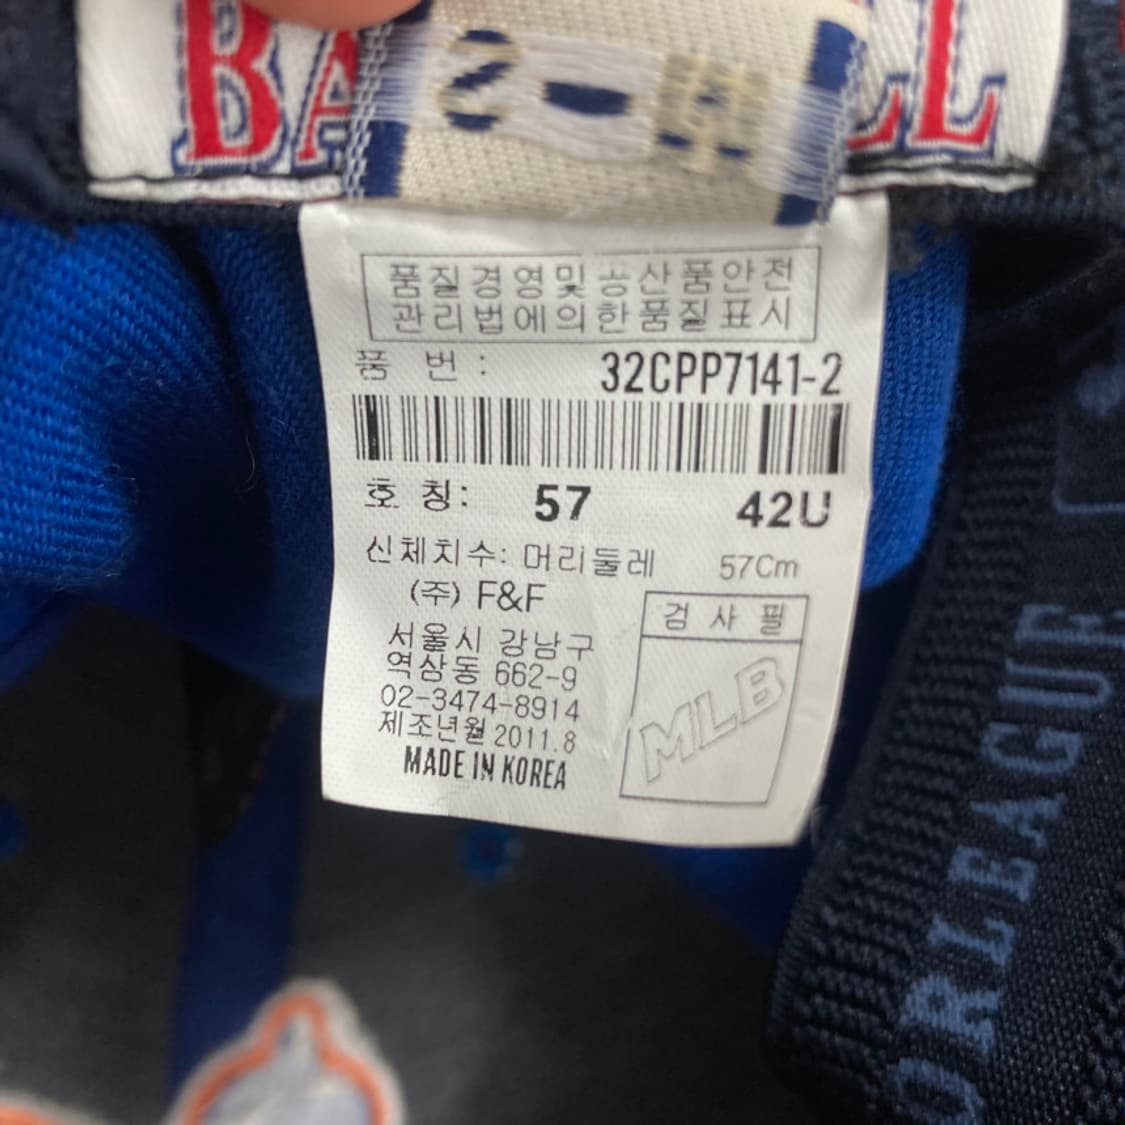 품질경영및공산품안전
관리법에의한품질표시
품 번: 32CPP7141-2
호 칭: 57 42U
신체치수: 머리둘레 57Cm
(주) F&F
서울시 강남구
역삼동 662-9
02-3474-8914
제조년월 2011.8
MADE IN KOREA
검 사 필
MLB
ORLEAGUE